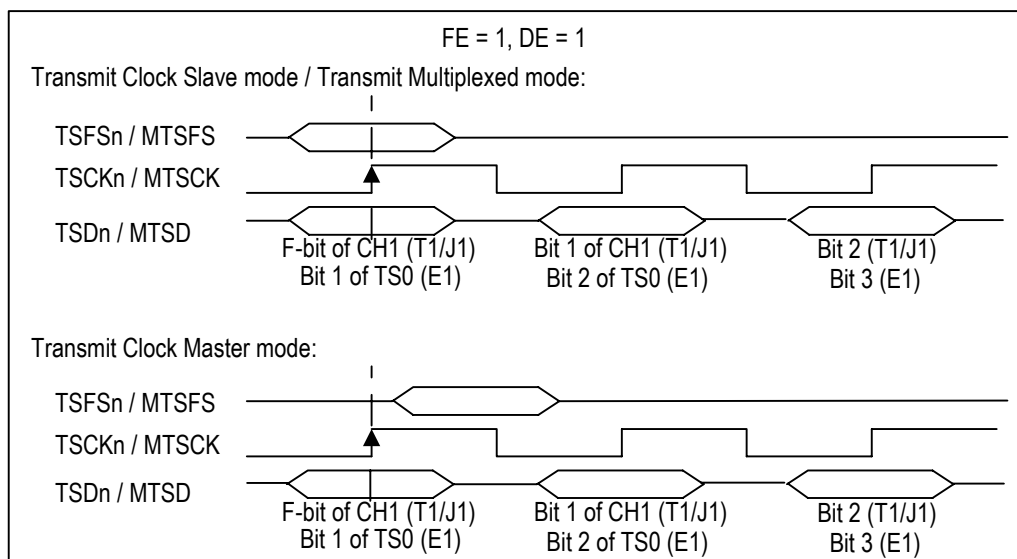 FE = 1, DE = 1
Transmit Clock Slave mode / Transmit Multiplexed mode:
TSFSn / MTSFS
TSCKn / MTSCK
TSDn / MTSD
F-bit of CH1 (T1/J1) Bit 1 of CH1 (T1/J1) Bit 2 (T1/J1)
Bit 1 of TS0 (E1) Bit 2 of TS0 (E1) Bit 3 (E1)
Transmit Clock Master mode:
TSFSn / MTSFS
TSCKn / MTSCK
TSDn / MTSD
F-bit of CH1 (T1/J1) Bit 1 of CH1 (T1/J1) Bit 2 (T1/J1)
Bit 1 of TS0 (E1) Bit 2 of TS0 (E1) Bit 3 (E1)